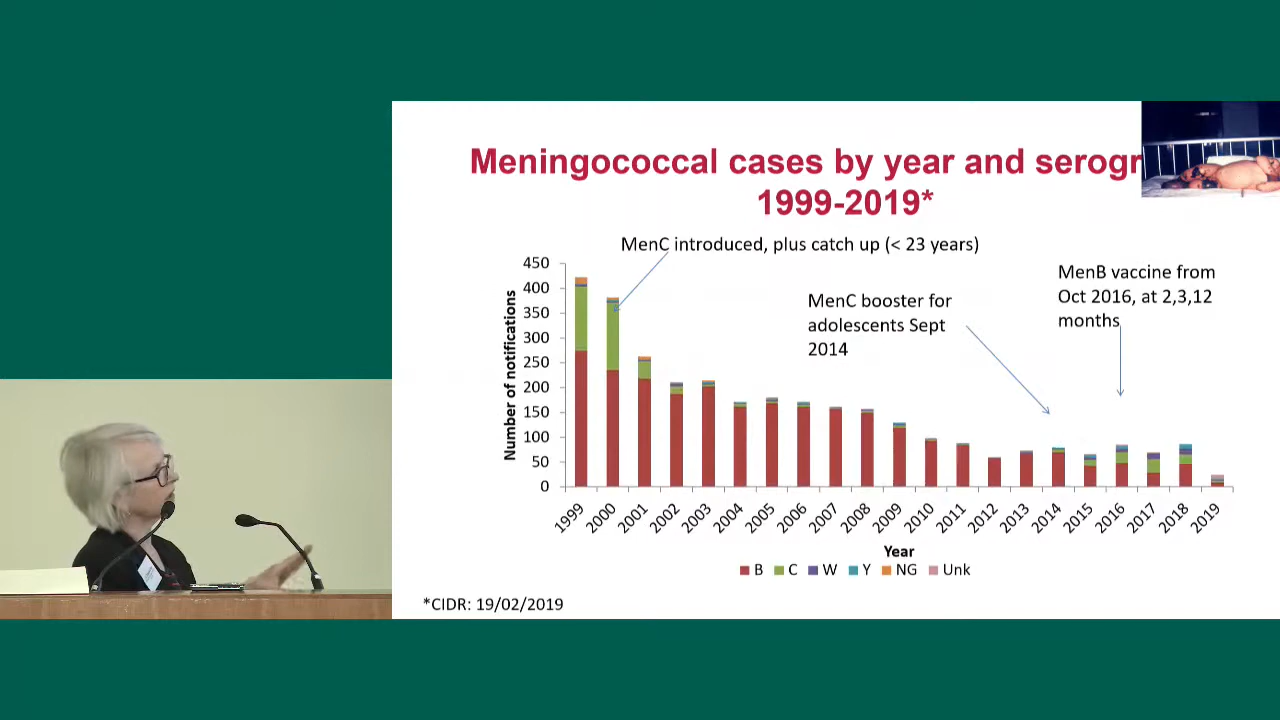 Meningococcal cases by year and serogr
1999-2019*
MenC introduced, plus catch up (< 23 years)
MenB vaccine from
Oct 2016, at 2,3,12
months
MenC booster for
adolescents Sept
2014
Number of notifications
450
400
350
300
250
200
150
100
50
0
1999 2000 2001 2002 2003 2004 2005 2006 2007 2008 2009 2010 2011 2012 2013 2014 2015 2016 2017 2018 2019
Year
B C W Y NG Unk
*CIDR: 19/02/2019